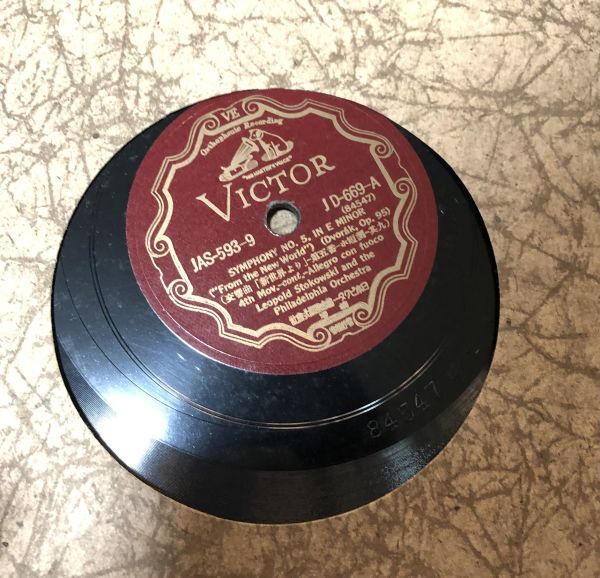 VE
Orthophonic Recording
"HIS MASTER'S VOICE"
VICTOR
JAS-593-9
JD-669-A
(84547)
SYMPHONY NO. 5, IN E MINOR
("From the New World") (Dvorák, Op. 95)
4th Mov.-cont.-Allegro con fuoco
Leopold Stokowski and the
Philadelphia Orchestra
84547